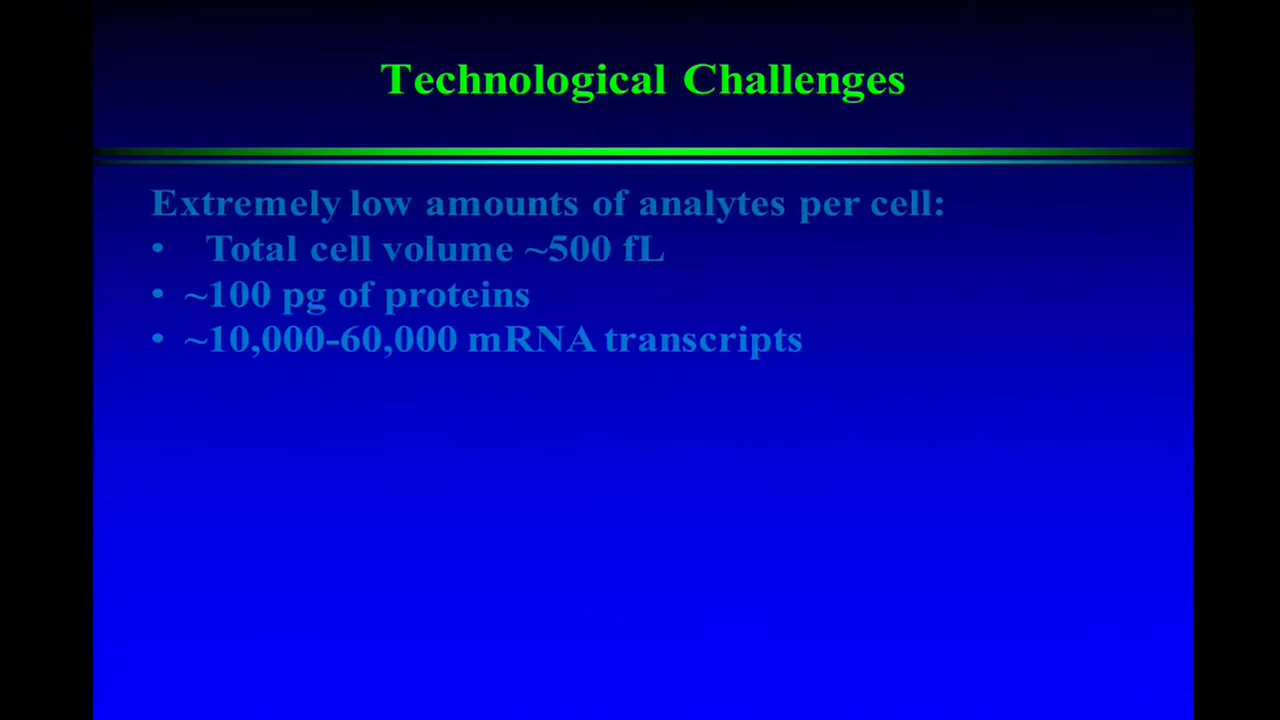 Technological Challenges
Extremely low amounts of analytes per cell:
• Total cell volume ~500 fL
• ~100 pg of proteins
• ~10,000-60,000 mRNA transcripts